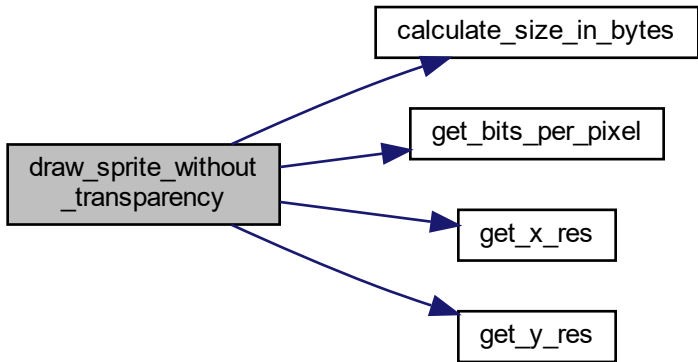 calculate_size_in_bytes
get_bits_per_pixel
draw_sprite_without
_transparency
get_x_res
get_y_res